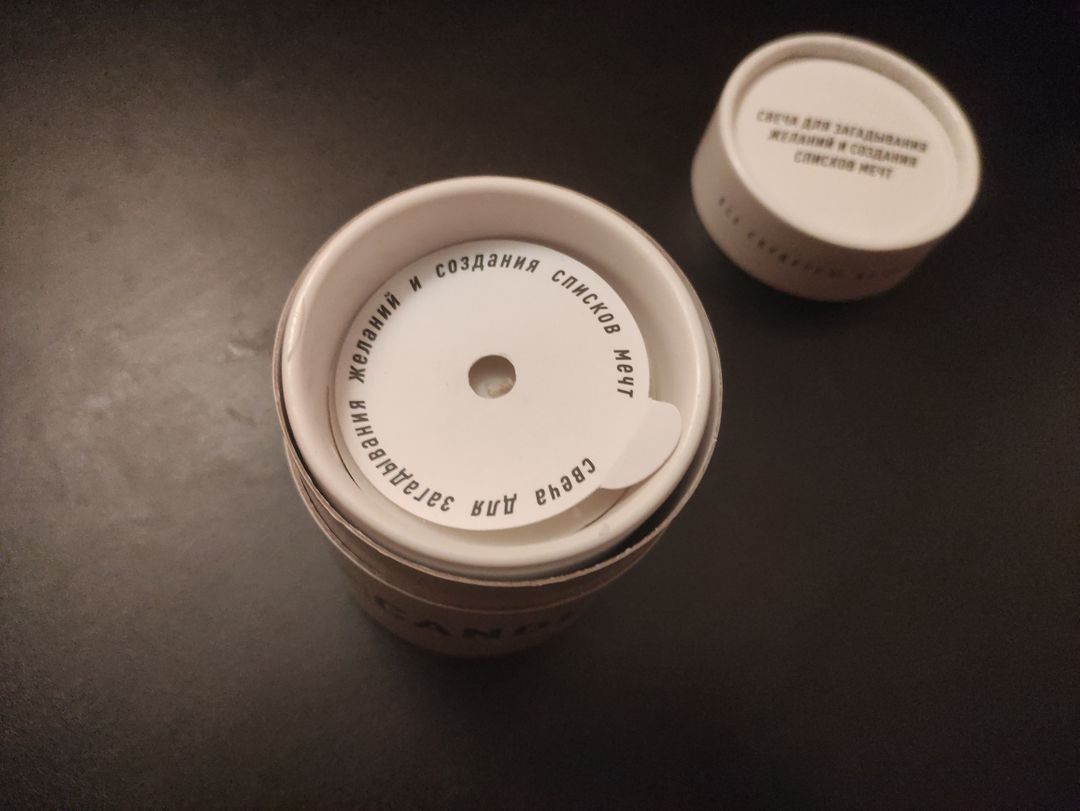 СВЕЧА ДЛЯ ЗАГАДЫВАНИЯ
ЖЕЛАНИЙ И СОЗДАНИЯ
СПИСКОВ МЕЧТ
свеча для загадывания желаний и создания списков мечт